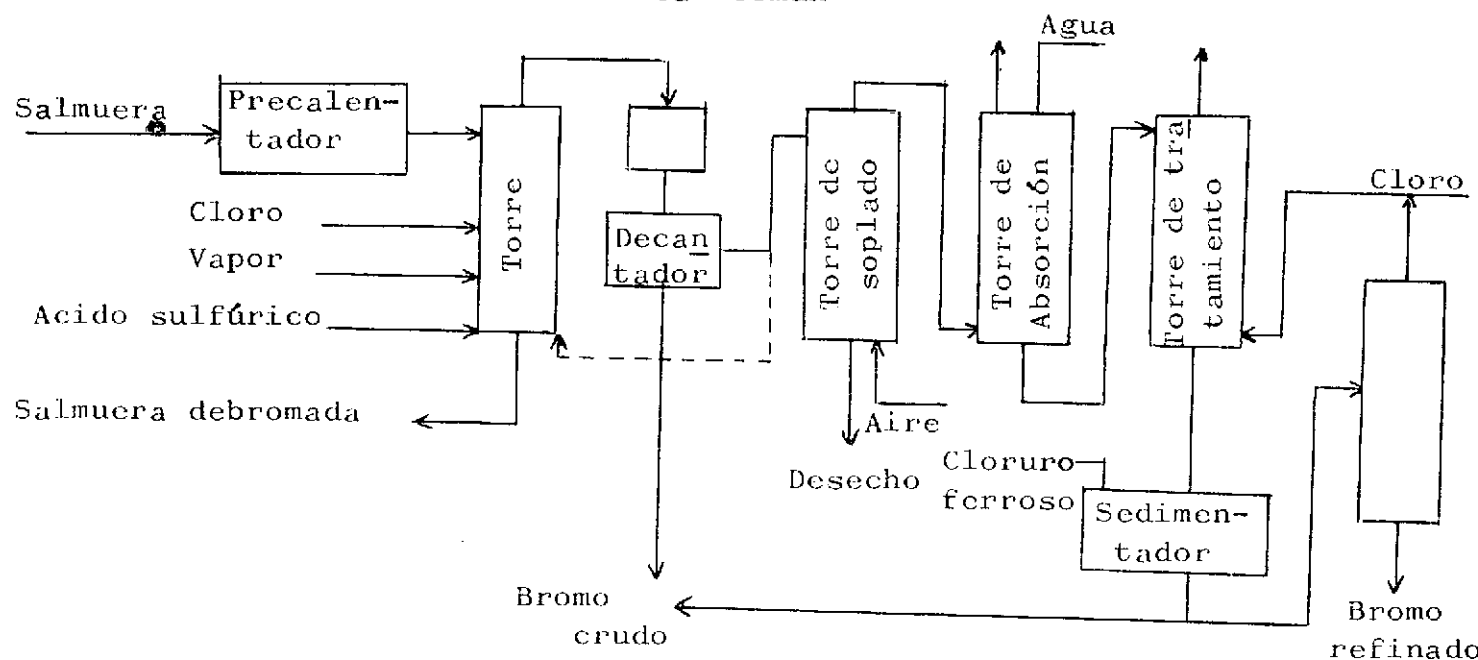 Agua
Salmuera
Precalen-
tador
Cloro
Vapor
Acido sulfúrico
Torre
Decan
tador
Torre de
soplado
Torre de
Absorción
Torre de tra
tamiento
Cloro
Salmuera debromada
Aire
Desecho
Cloruro
ferroso
Sedimen-
tador
Bromo
crudo
Bromo
refinado